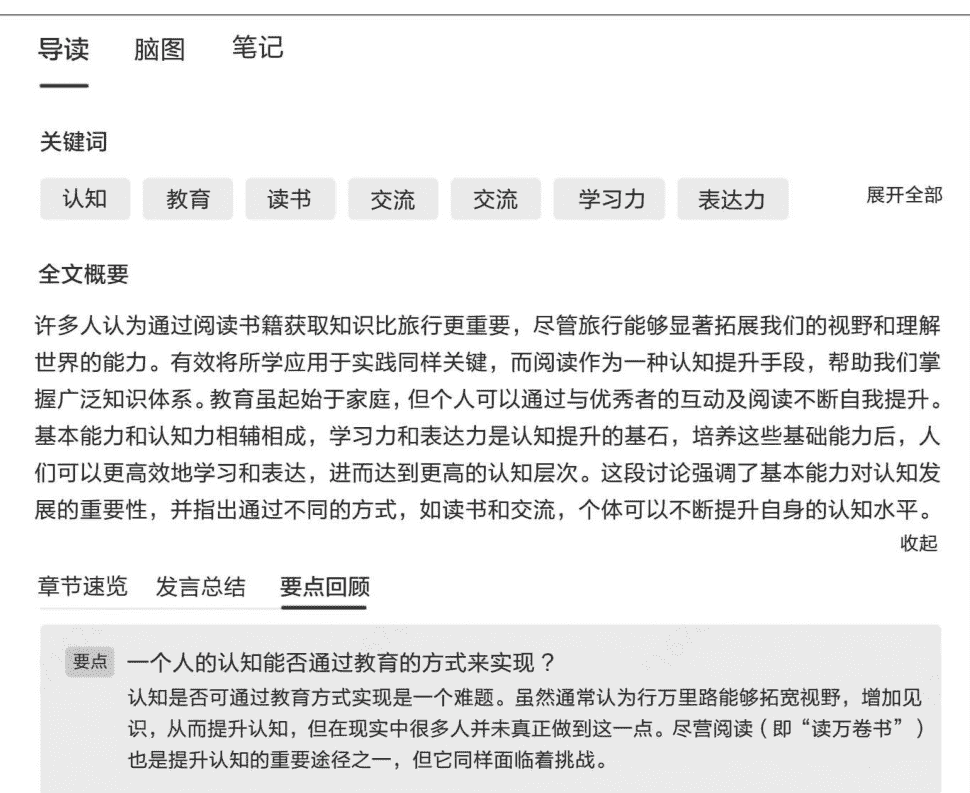 导读 脑图 笔记
关键词
认知 教育 读书 交流 交流 学习力 表达力 展开全部
全文概要
许多人认为通过阅读书籍获取知识比旅行更重要，尽管旅行能够显著拓展我们的视野和理解
世界的能力。有效将所学应用于实践同样关键，而阅读作为一种认知提升手段，帮助我们掌
握广泛知识体系。教育虽起始于家庭，但个人可以通过与优秀者的互动及阅读不断自我提升。
基本能力和认知力相辅相成，学习力和表达力是认知提升的基石，培养这些基础能力后，人
们可以更高效地学习和表达，进而达到更高的认知层次。这段讨论强调了基本能力对认知发
展的重要性，并指出通过不同的方式，如读书和交流，个体可以不断提升自身的认知水平。
收起
章节速览 发言总结 要点回顾
要点 一个人的认知能否通过教育的方式来实现？
认知是否可通过教育方式实现是一个难题。虽然通常认为行万里路能够拓宽视野，增加见
识，从而提升认知，但在现实中很多人并未真正做到这一点。尽营阅读（即“读万卷书”）
也是提升认知的重要途径之一，但它同样面临着挑战。